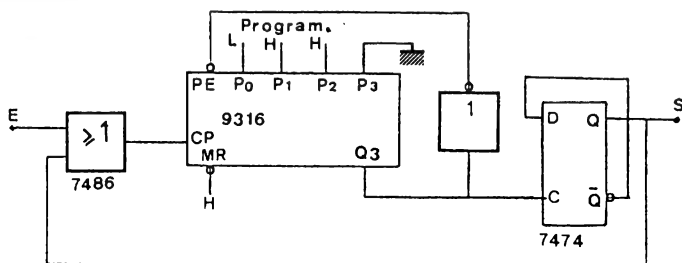 Program.
L H H
PE P0 P1 P2 P3
E
≥1
CP
9316
MR
Q3
H
7486
1
D Q
C Q̄
7474
S